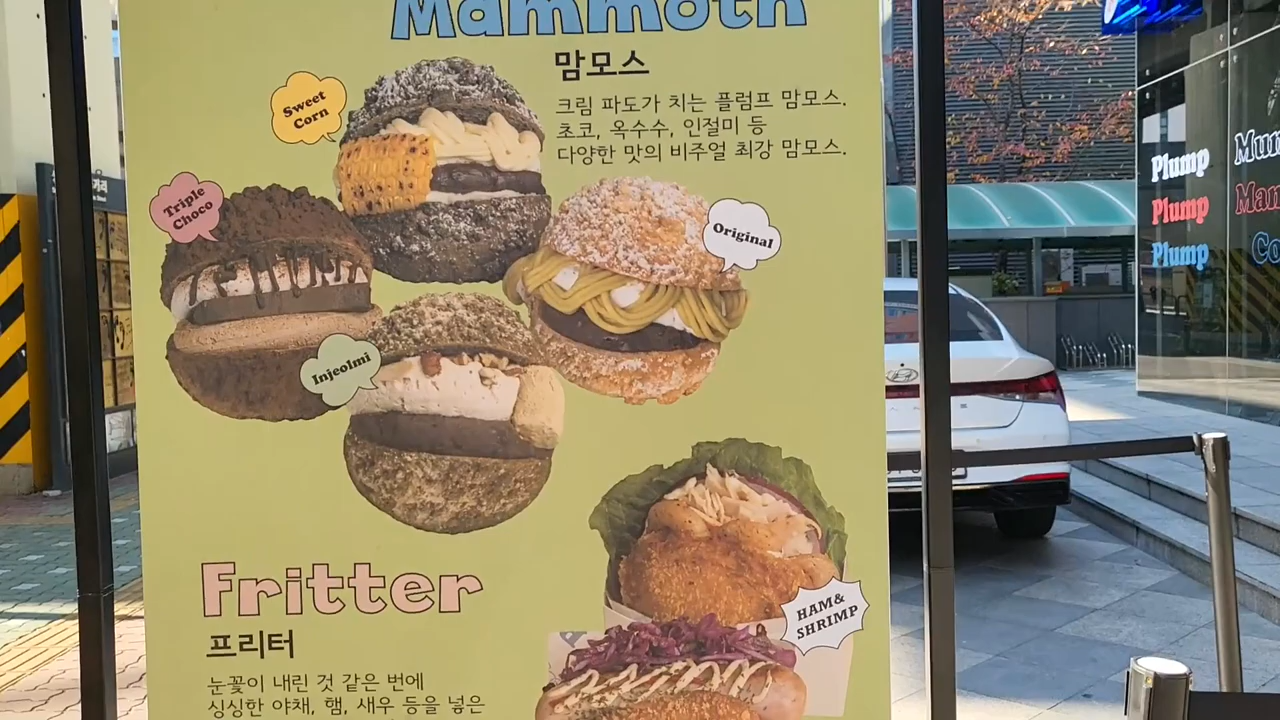 Mammoth
맘모스
크림 파도가 치는 플럼프 맘모스.
초코, 옥수수, 인절미 등
다양한 맛의 비주얼 최강 맘모스.
Sweet
Corn
Triple
Choco
Original
Injeolmi
Fritter
프리터
눈꽃이 내린 것 같은 번에
싱싱한 야채, 햄, 새우 등을 넣은
HAM&
SHRIMP
Plump
Plump
Plump